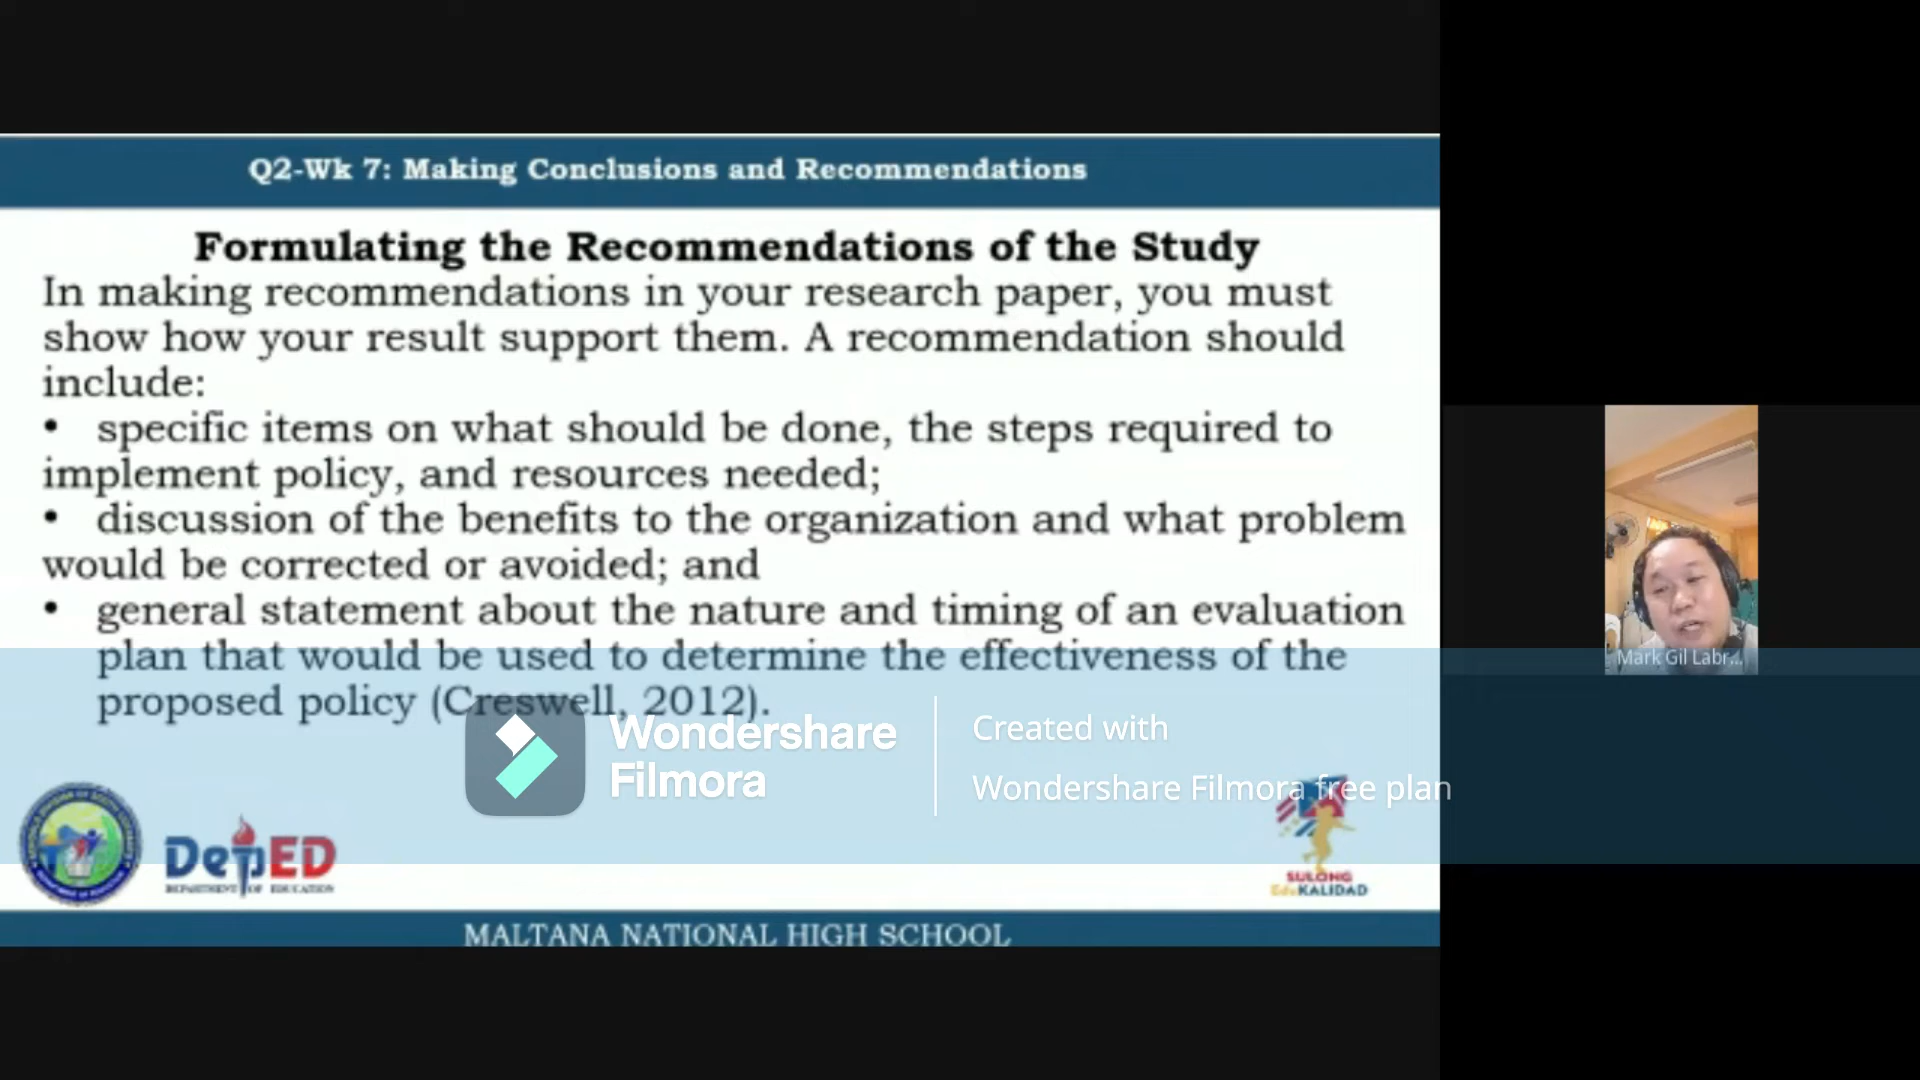 Q2-Wk 7: Making Conclusions and Recommendations
Formulating the Recommendations of the Study
In making recommendations in your research paper, you must
show how your result support them. A recommendation should
include:
• specific items on what should be done, the steps required to
implement policy, and resources needed;
• discussion of the benefits to the organization and what problem
would be corrected or avoided; and
• general statement about the nature and timing of an evaluation
plan that would be used to determine the effectiveness of the
proposed policy (Creswell, 2012).
Wondershare
Filmora
Created with
Wondershare Filmora free plan
DepED
DEPARTMENT OF EDUCATION
SULONG
EduKALIDAD
MALTANA NATIONAL HIGH SCHOOL
Mark Gil Labr...